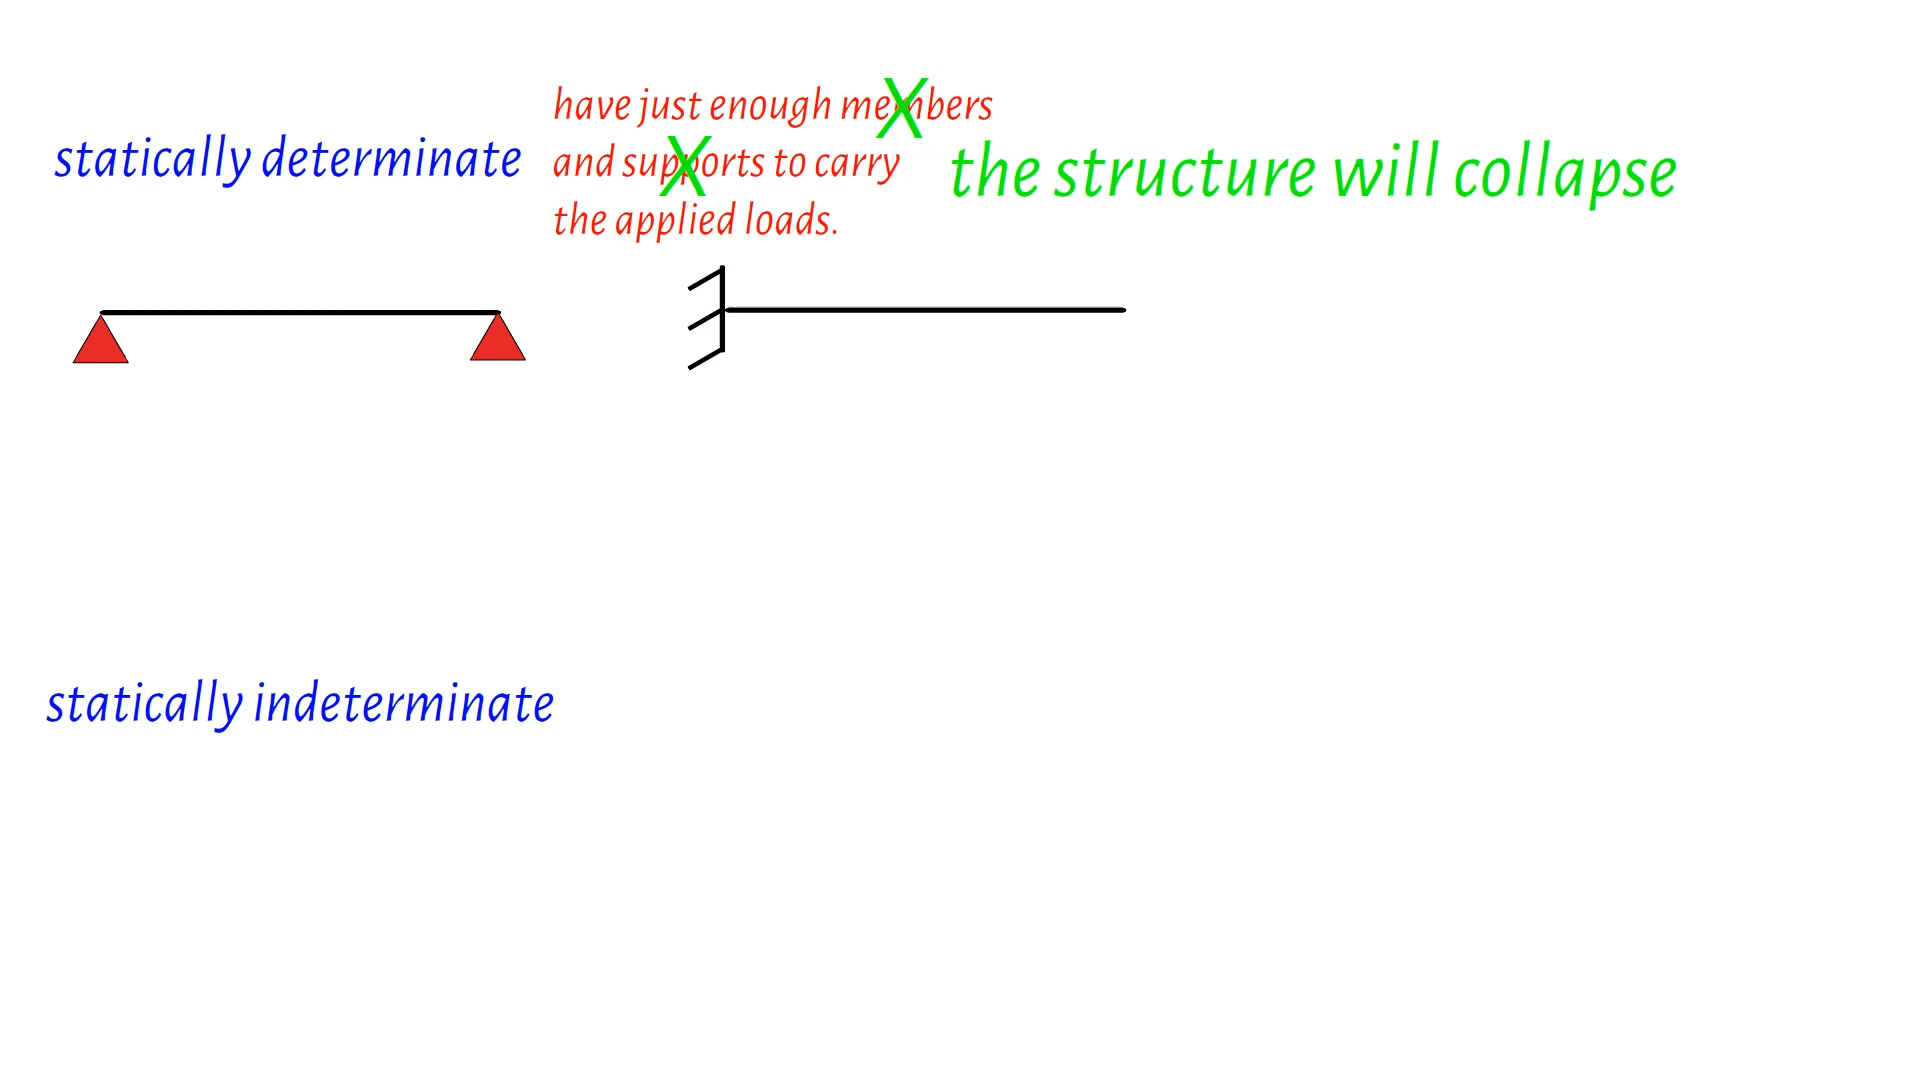 have just enough members
and supports to carry
the applied loads.
statically determinate
X
X
the structure will collapse
statically indeterminate